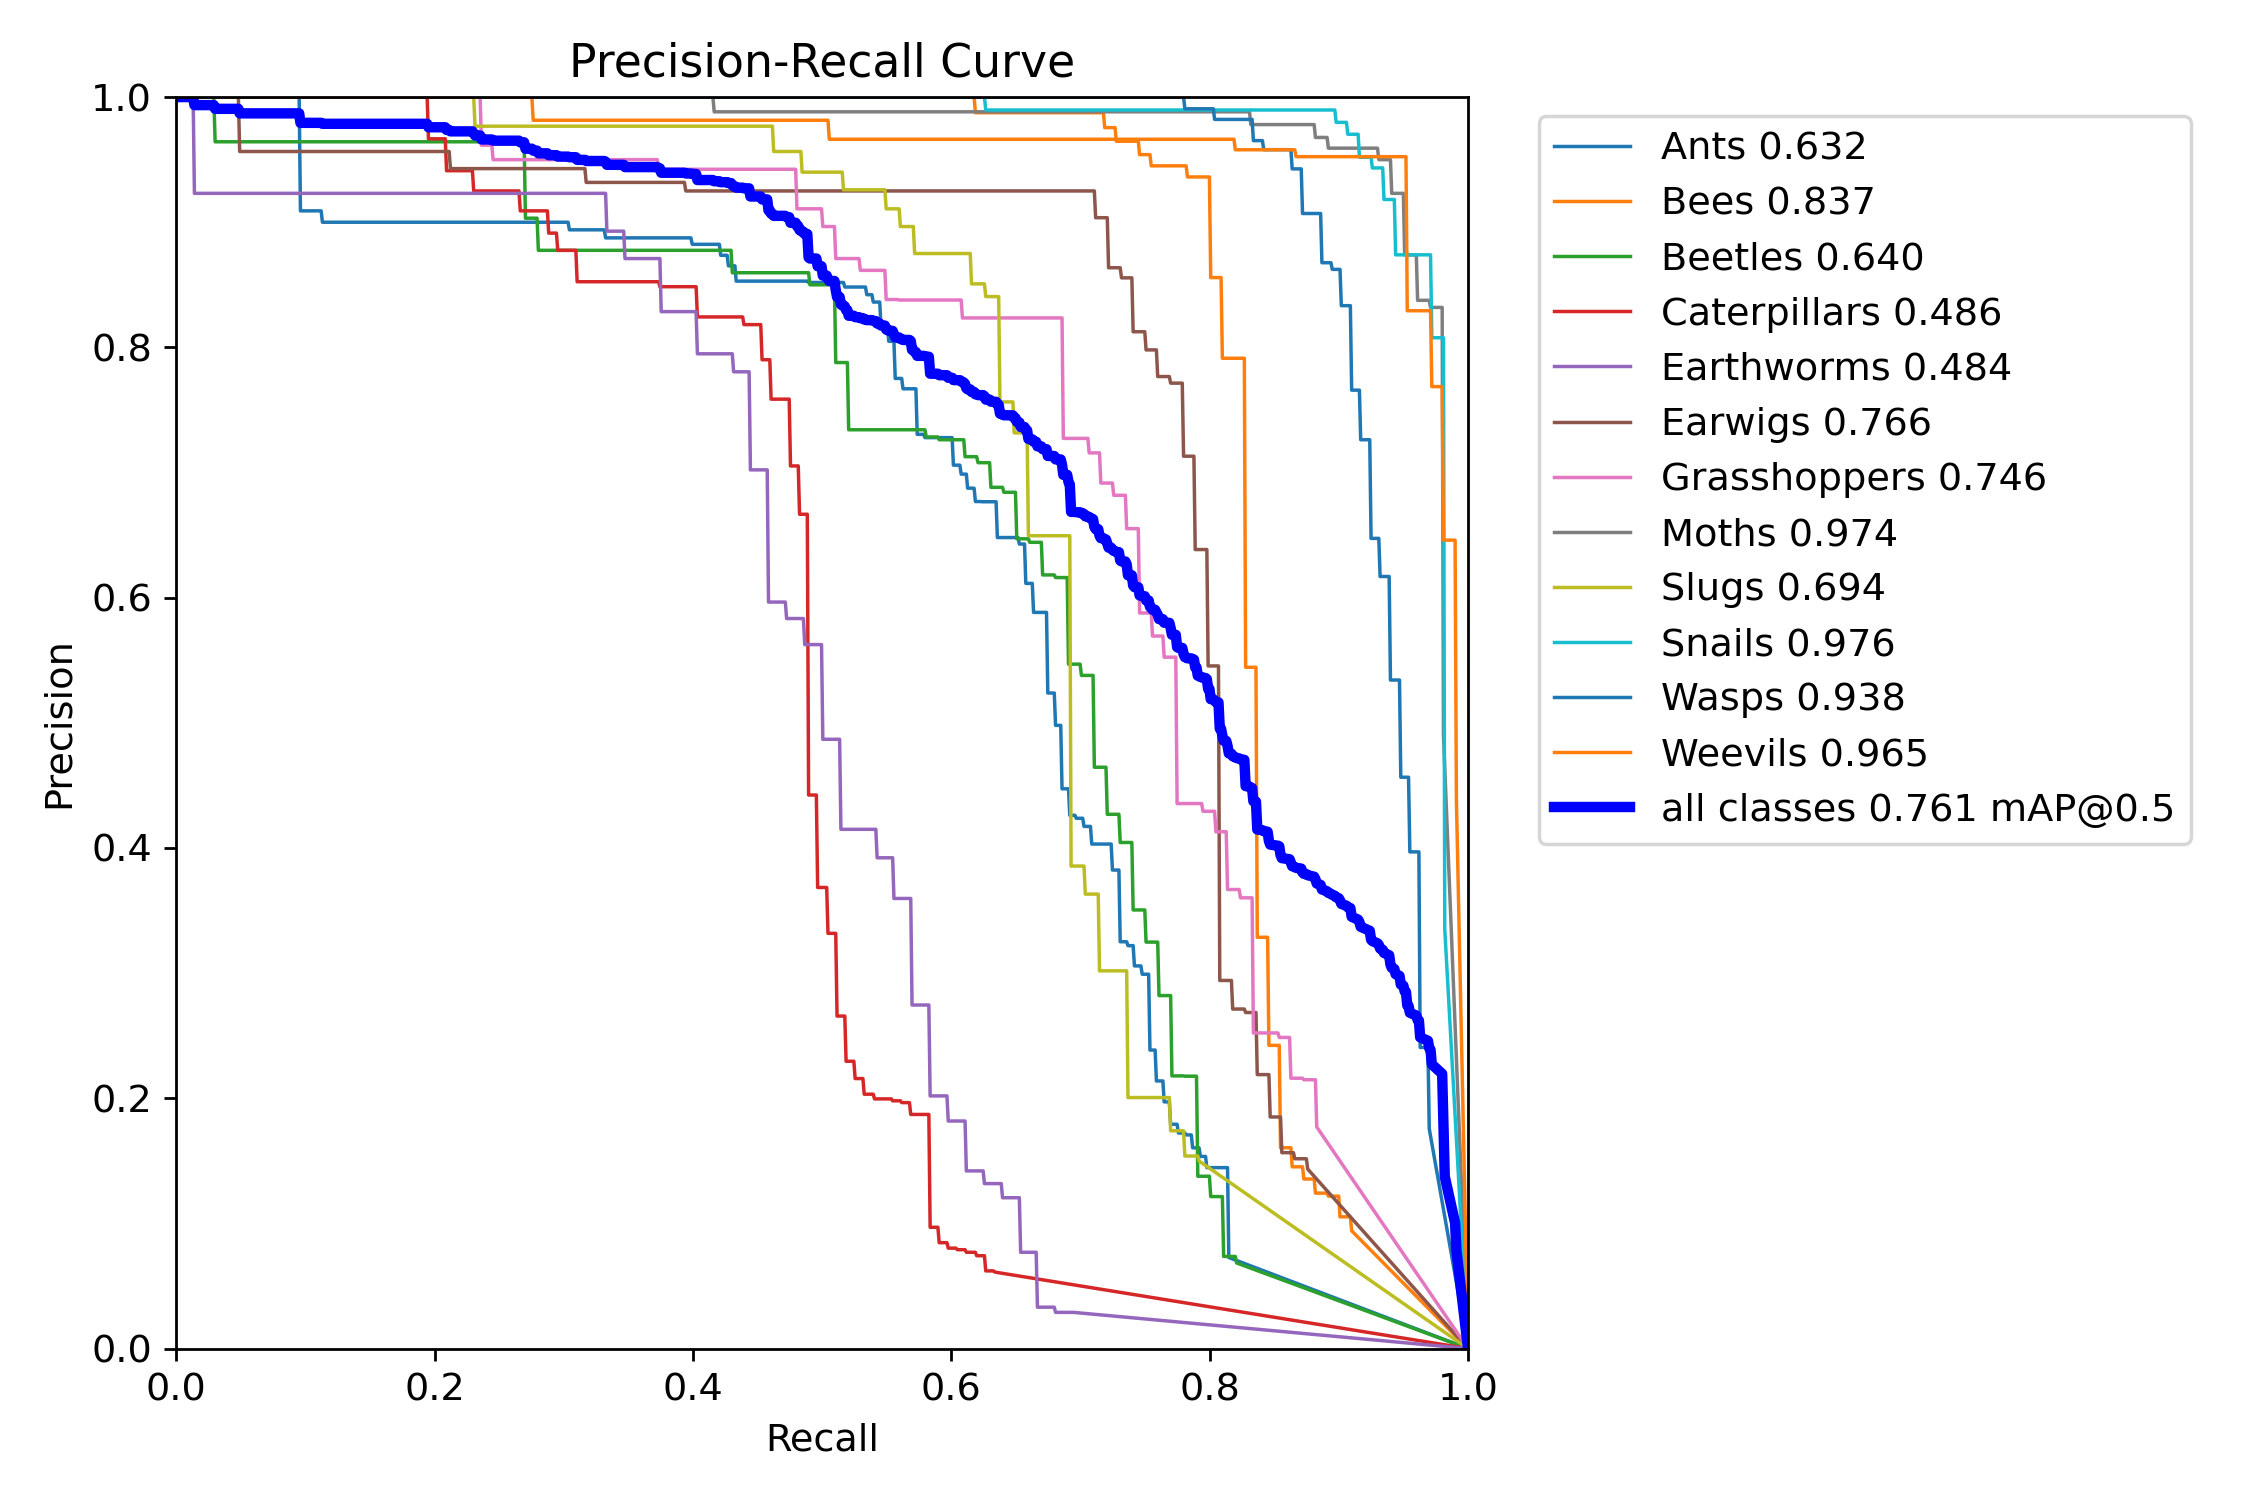 Precision-Recall Curve
1.0
0.8
0.6
0.4
0.2
0.0
Precision
0.0 0.2 0.4 0.6 0.8 1.0
Recall
Ants 0.632
Bees 0.837
Beetles 0.640
Caterpillars 0.486
Earthworms 0.484
Earwigs 0.766
Grasshoppers 0.746
Moths 0.974
Slugs 0.694
Snails 0.976
Wasps 0.938
Weevils 0.965
all classes 0.761 mAP@0.5